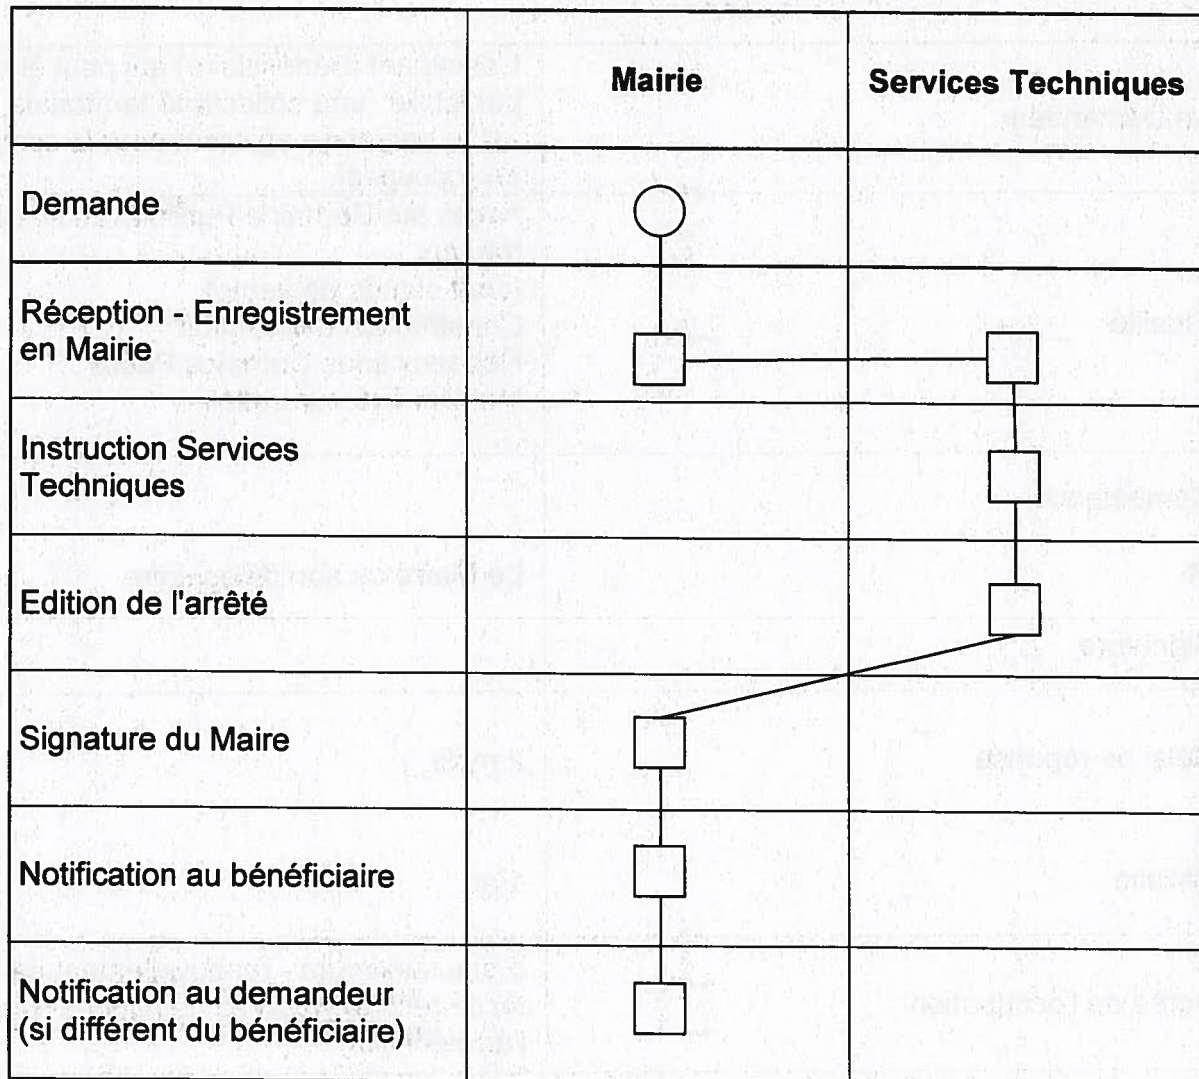 Mairie
Services Techniques
Demande
Réception - Enregistrement
en Mairie
Instruction Services
Techniques
Edition de l'arrêté
Signature du Maire
Notification au bénéficiaire
Notification au demandeur
(si différent du bénéficiaire)